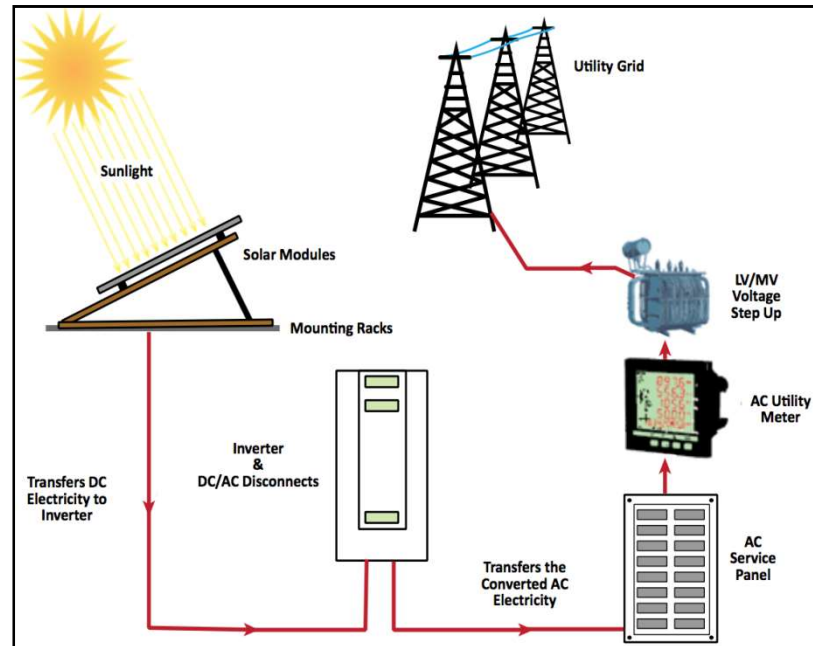 Sunlight
Solar Modules
Mounting Racks
Transfers DC
Electricity to
Inverter
Inverter
&
DC/AC Disconnects
Transfers the
Converted AC
Electricity
AC
Service
Panel
AC Utility
Meter
LV/MV
Voltage
Step Up
Utility Grid